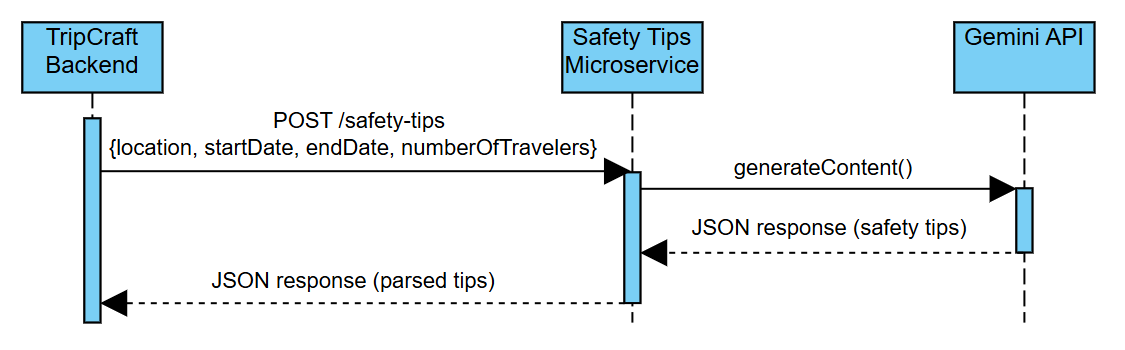 TripCraft
Backend
Safety Tips
Microservice
Gemini API
POST /safety-tips
{location, startDate, endDate, numberOfTravelers}
generateContent()
JSON response (safety tips)
JSON response (parsed tips)